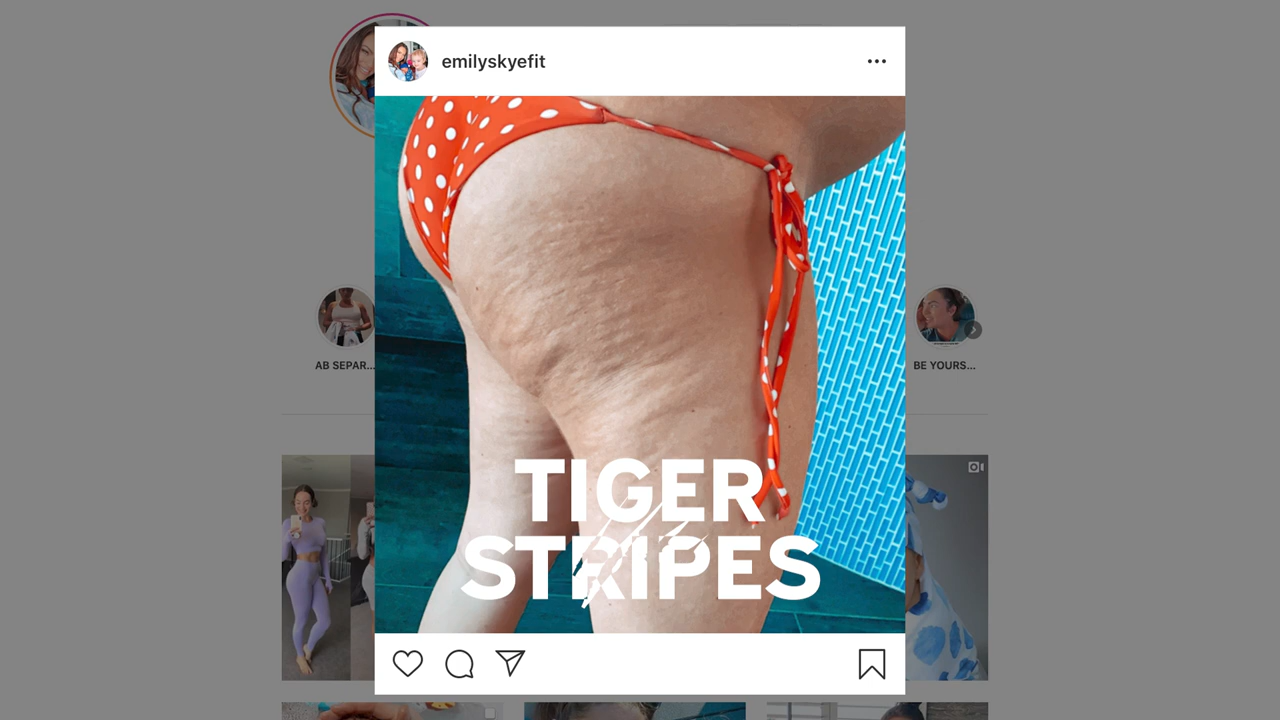 emilyskyefit
AB SEPAR...
BE YOURS...
TIGER
STRIPES